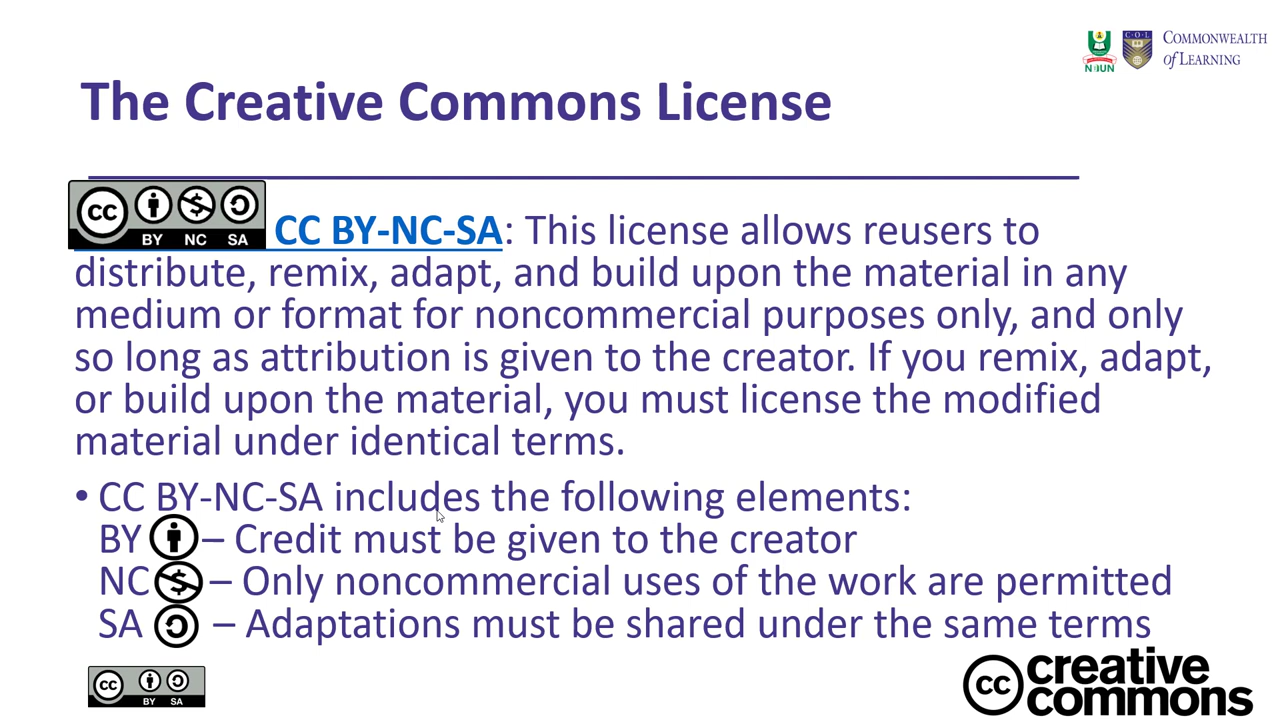 COMMONWEALTH
of LEARNING
C·O·L
NOUN
The Creative Commons License
cc
BY NC SA
CC BY-NC-SA: This license allows reusers to
distribute, remix, adapt, and build upon the material in any
medium or format for noncommercial purposes only, and only
so long as attribution is given to the creator. If you remix, adapt,
or build upon the material, you must license the modified
material under identical terms.
• CC BY-NC-SA includes the following elements:
BY – Credit must be given to the creator
NC – Only noncommercial uses of the work are permitted
SA – Adaptations must be shared under the same terms
cc
BY SA
cc creative
commons